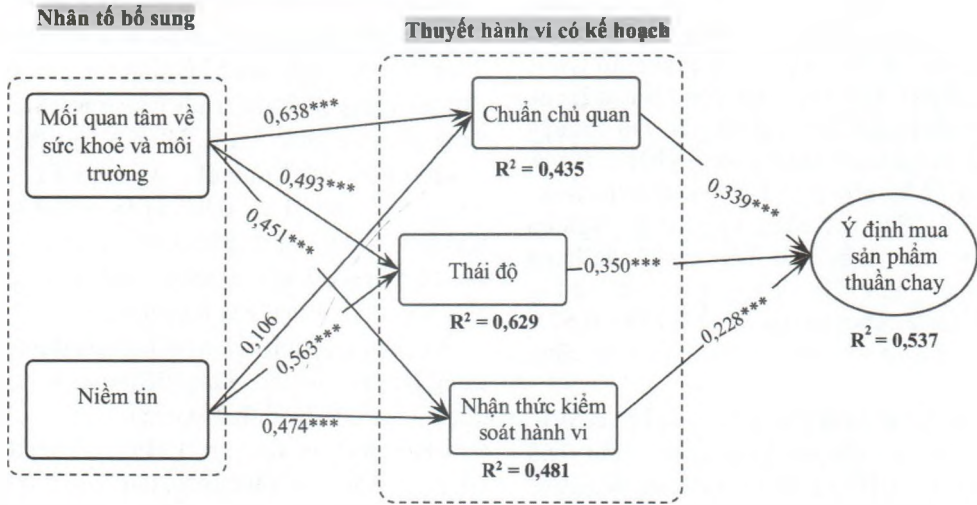 Nhân tố bổ sung
Thuyết hành vi có kế hoạch
Mối quan tâm về
sức khoẻ và môi
trường
Niềm tin
0,638***
0,493***
0,451***
0,106
0,563***
0,474***
Chuẩn chủ quan
R² = 0,435
Thái độ
R² = 0,629
Nhận thức kiểm
soát hành vi
R² = 0,481
0,339***
0,350***
0,228***
Ý định mua
sản phẩm
thuần chay
R² = 0,537